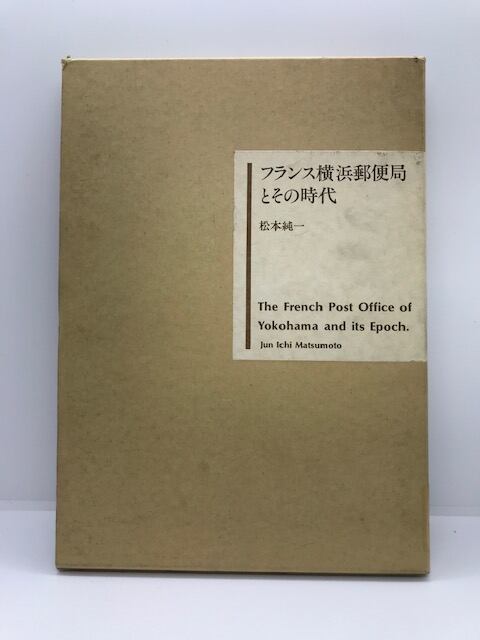 フランス横浜郵便局
とその時代
松本純一
The French Post Office of
Yokohama and its Epoch.
Jun Ichi Matsumoto